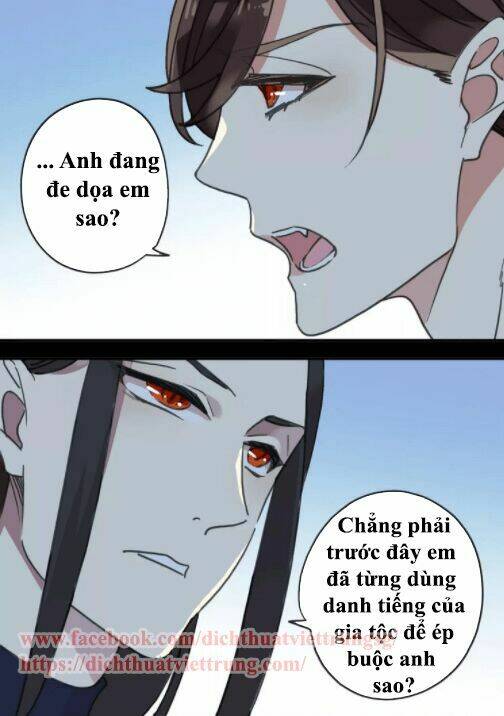 ... Anh đang
đe dọa em
sao?
Chẳng phải
trước đây em
đã từng dùng
danh tiếng của
gia tộc để ép
buộc anh
sao?
www.facebook.com/dichthuatviettrung/
https://dichthuatviettrung.com/